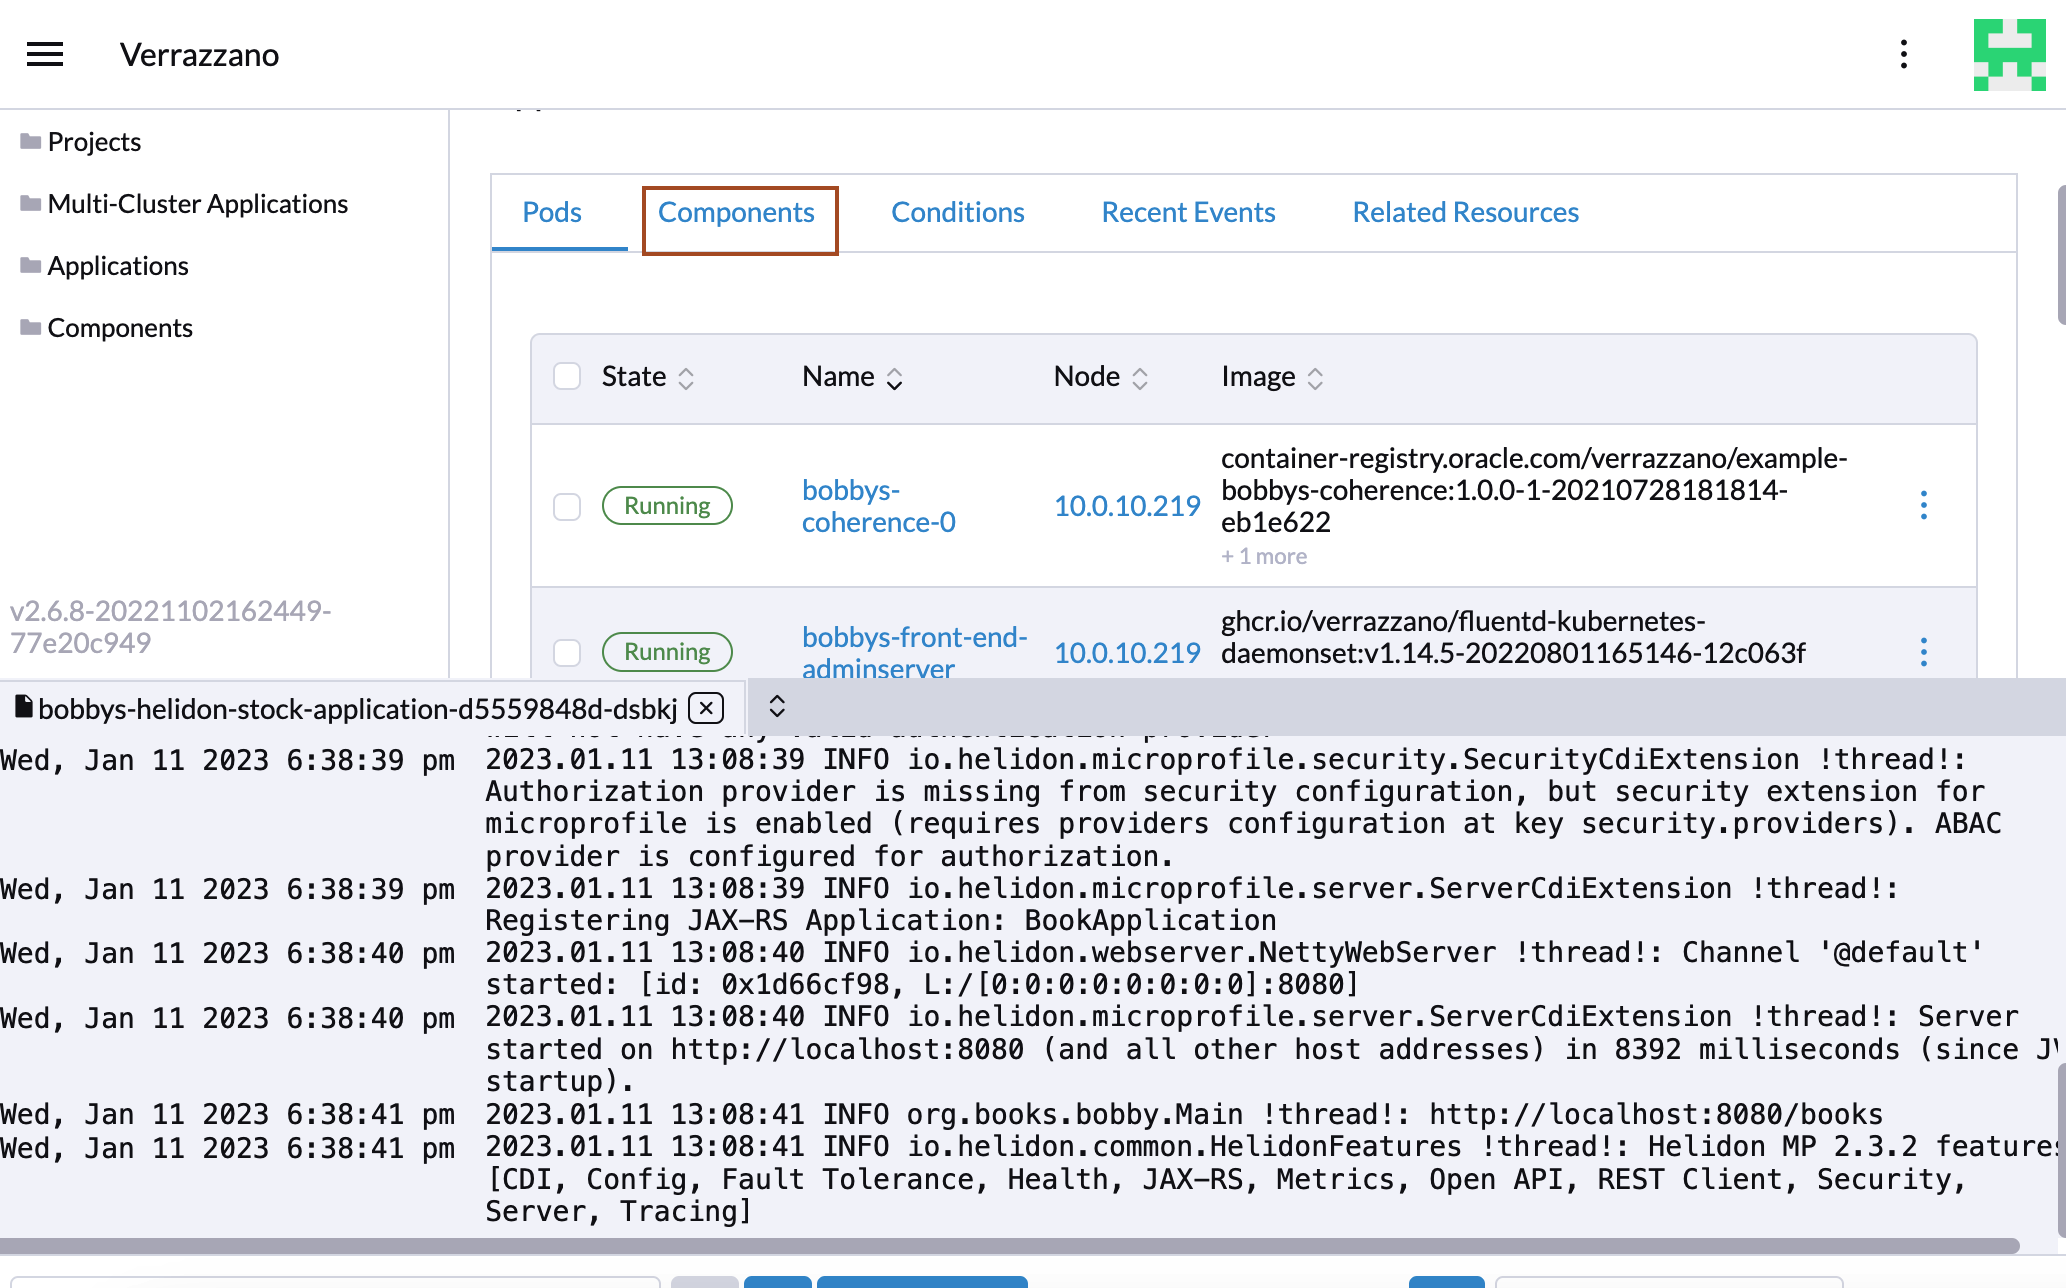 Verrazzano
Projects
Multi-Cluster Applications
Applications
Components
v2.6.8-20221102162449-
77e20c949
Pods
Components
Conditions
Recent Events
Related Resources
State
Name
Node
Image
Running
bobbys-
coherence-0
10.0.10.219
container-registry.oracle.com/verrazzano/example-
bobbys-coherence:1.0.0-1-20210728181814-
eb1e622
+ 1 more
Running
bobbys-front-end-
adminserver
10.0.10.219
ghcr.io/verrazzano/fluentd-kubernetes-
daemonset:v1.14.5-20220801165146-12c063f
bobbys-helidon-stock-application-d5559848d-dsbkj
will not have any valid authentication provider
Wed, Jan 11 2023 6:38:39 pm 2023.01.11 13:08:39 INFO io.helidon.microprofile.security.SecurityCdiExtension !thread!:
Authorization provider is missing from security configuration, but security extension for
microprofile is enabled (requires providers configuration at key security.providers). ABAC
provider is configured for authorization.
Wed, Jan 11 2023 6:38:39 pm 2023.01.11 13:08:39 INFO io.helidon.microprofile.server.ServerCdiExtension !thread!:
Registering JAX-RS Application: BookApplication
Wed, Jan 11 2023 6:38:40 pm 2023.01.11 13:08:40 INFO io.helidon.webserver.NettyWebServer !thread!: Channel '@default'
started: [id: 0x1d66cf98, L:/[0:0:0:0:0:0:0:0]:8080]
Wed, Jan 11 2023 6:38:40 pm 2023.01.11 13:08:40 INFO io.helidon.microprofile.server.ServerCdiExtension !thread!: Server
started on http://localhost:8080 (and all other host addresses) in 8392 milliseconds (since
startup).
Wed, Jan 11 2023 6:38:41 pm 2023.01.11 13:08:41 INFO org.books.bobby.Main !thread!: http://localhost:8080/books
Wed, Jan 11 2023 6:38:41 pm 2023.01.11 13:08:41 INFO io.helidon.common.HelidonFeatures !thread!: Helidon MP 2.3.2 features
[CDI, Config, Fault Tolerance, Health, JAX-RS, Metrics, Open API, REST Client, Security,
Server, Tracing]